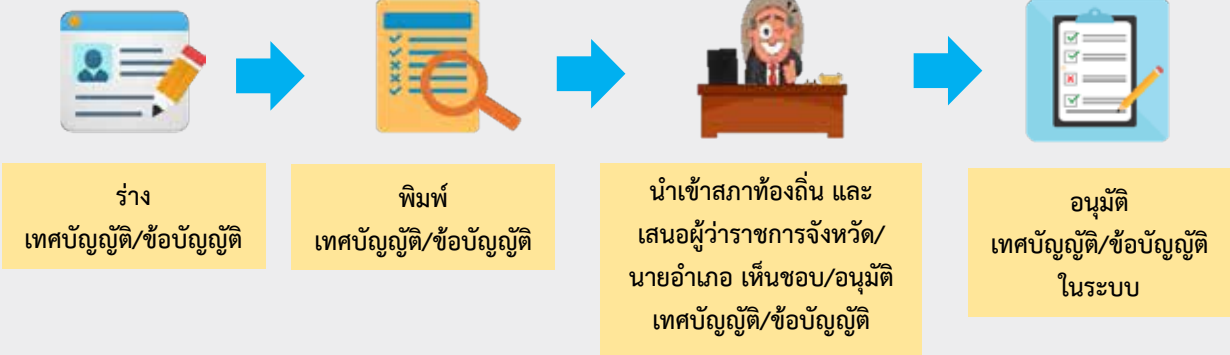 ร่าง
เทศบัญญัติ/ข้อบัญญัติ
พิมพ์
เทศบัญญัติ/ข้อบัญญัติ
นำเข้าสภาท้องถิ่น และ
เสนอผู้ว่าราชการจังหวัด/
นายอำเภอ เห็นชอบ/อนุมัติ
เทศบัญญัติ/ข้อบัญญัติ
อนุมัติ
เทศบัญญัติ/ข้อบัญญัติ
ในระบบ